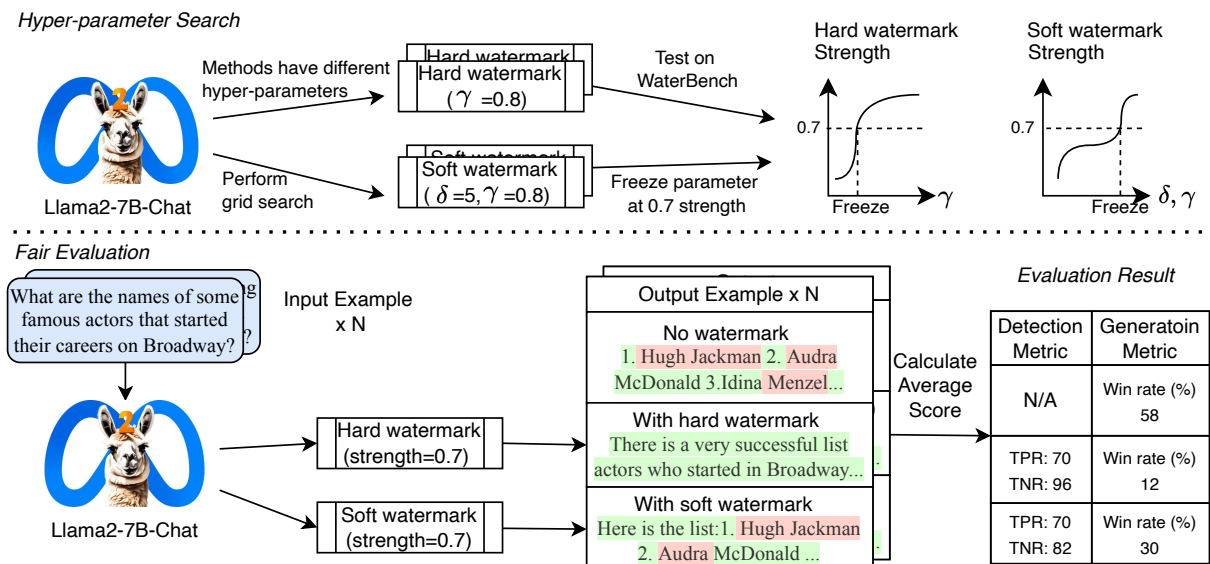 Hyper-parameter Search
2
Llama2-7B-Chat
Methods have different
hyper-parameters
Perform
grid search
Hard watermark
Hard watermark
(γ =0.8)
Soft watermark
Soft watermark
(δ=5,γ=0.8)
Test on
WaterBench
Freeze parameter
at 0.7 strength
Hard watermark
Strength
0.7
Freeze
γ
Soft watermark
Strength
0.7
Freeze
δ, γ
Fair Evaluation
What are the names of some
famous actors that started
their careers on Broadway?
?
Input Example
x N
2
Llama2-7B-Chat
Hard watermark
(strength=0.7)
Soft watermark
(strength=0.7)
Output Example x N
No watermark
1. Hugh Jackman 2. Audra
McDonald 3.Idina Menzel...
With hard watermark
There is a very successful list
actors who started in Broadway...
With soft watermark
Here is the list:1. Hugh Jackman
2. Audra McDonald ...
Calculate
Average
Score
Evaluation Result
Detection
Metric
Generatoin
Metric
N/A
Win rate (%)
58
TPR: 70
TNR: 96
Win rate (%)
12
TPR: 70
TNR: 82
Win rate (%)
30